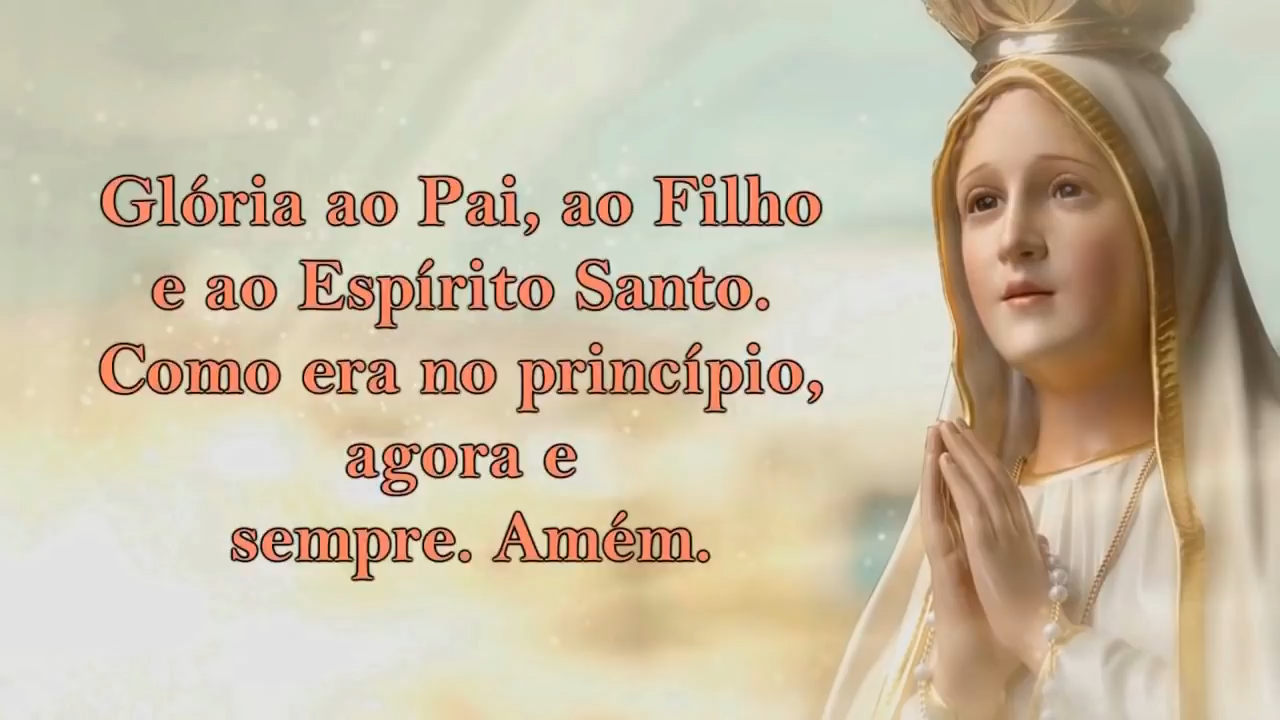 Glória ao Pai, ao Filho
e ao Espírito Santo.
Como era no princípio,
agora e
sempre. Amém.